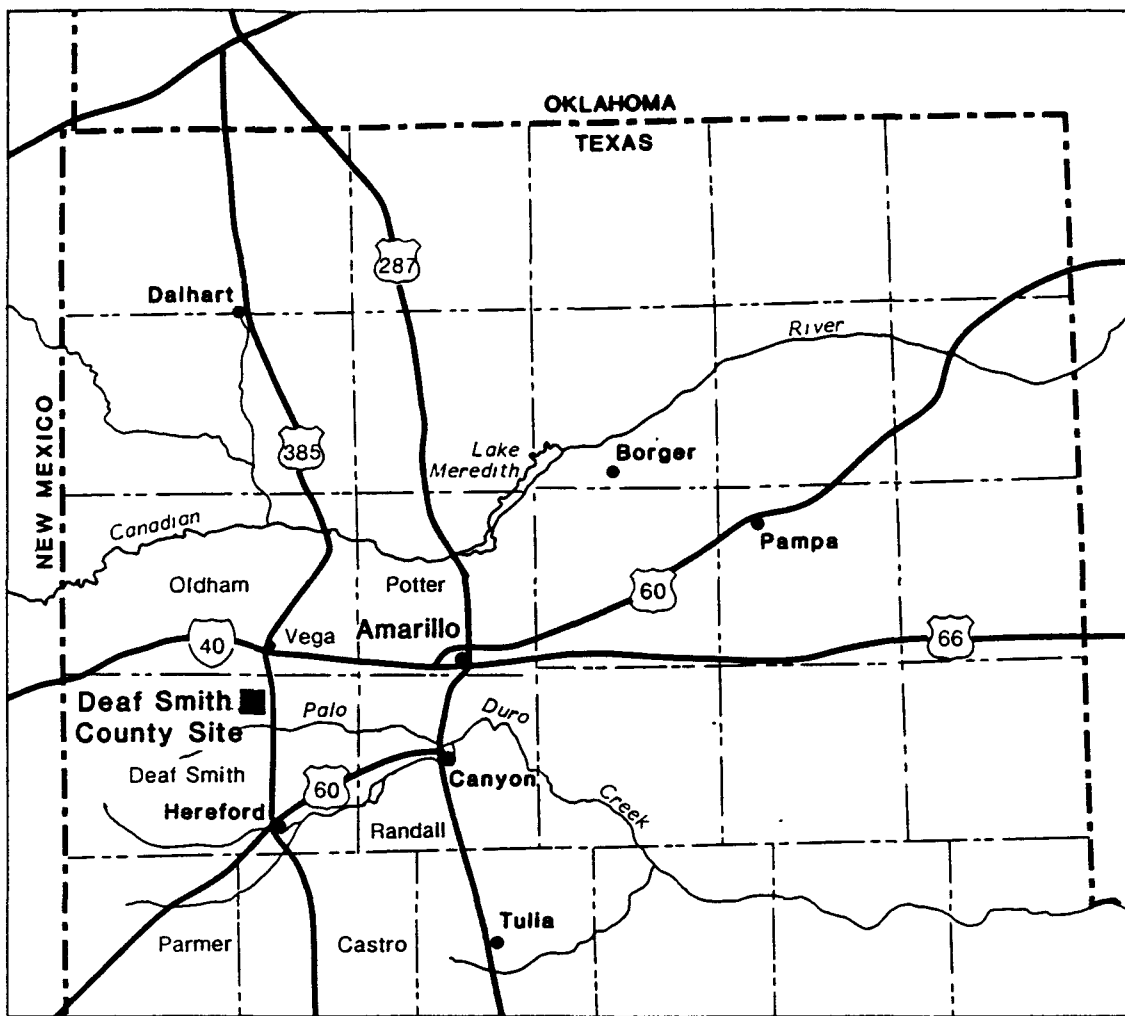 OKLAHOMA
TEXAS
287
Dalhart
River
NEW MEXICO
385
Lake
Meredith
Borger
Canadian
Pampa
Oldham
Potter
60
40
Vega
Amarillo
66
Deaf Smith
County Site
Palo
Duro
Deaf Smith
60
Canyon
Hereford
Creek
Randall
Tulia
Parmer
Castro